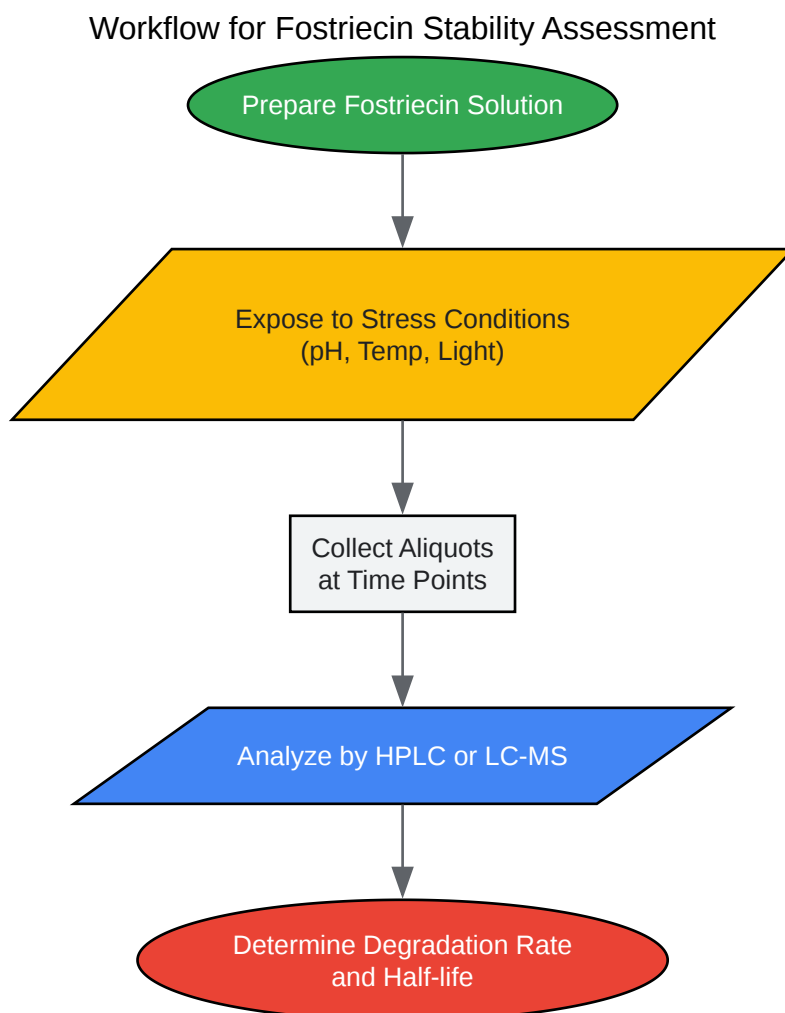 Workflow for Fostriecin Stability Assessment
Prepare Fostriecin Solution
Expose to Stress Conditions
(pH, Temp, Light)
Collect Aliquots
at Time Points
Analyze by HPLC or LC-MS
Determine Degradation Rate
and Half-life